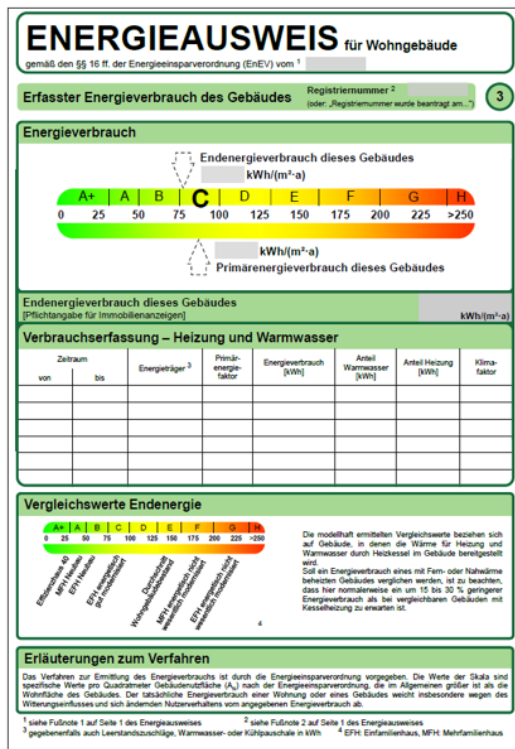 ENERGIEAUSWEIS für Wohngebäude
gemäß den §§ 16 ff. der Energieeinsparverordnung (EnEV) vom ¹
Erfasster Energieverbrauch des Gebäudes
Registriernummer ²
(oder: „Registriernummer wurde beantragt am...“)
3
Energieverbrauch
Endenergieverbrauch dieses Gebäudes
kWh/(m²·a)
A+ A B C D E F G H
0 25 50 75 100 125 150 175 200 225 >250
kWh/(m²·a)
Primärenergieverbrauch dieses Gebäudes
Endenergieverbrauch dieses Gebäudes
[Pflichtangabe für Immobilienanzeigen]
kWh/(m²·a)
Verbrauchserfassung – Heizung und Warmwasser
Zeitraum
von bis
Energieträger ³
Primär-
energie-
faktor
Energieverbrauch
[kWh]
Anteil
Warmwasser
[kWh]
Anteil Heizung
[kWh]
Klima-
faktor
Vergleichswerte Endenergie
A+ A B C D E F G H
0 25 50 75 100 125 150 175 200 225 >250
Effizienzhaus 40
MFH Neubau
EFH Neubau
EFH energetisch
gut modernisiert
Durchschnitt
Wohngebäudebestand
MFH energetisch nicht
wesentlich modernisiert
EFH energetisch nicht
wesentlich modernisiert
4
Die modellhaft ermittelten Vergleichswerte beziehen sich
auf Gebäude, in denen die Wärme für Heizung und
Warmwasser durch Heizkessel im Gebäude bereitgestellt
wird.
Soll ein Energieverbrauch eines mit Fern- oder Nahwärme
beheizten Gebäudes verglichen werden, ist zu beachten,
dass hier normalerweise ein um 15 bis 30 % geringerer
Energieverbrauch als bei vergleichbaren Gebäuden mit
Kesselheizung zu erwarten ist.
Erläuterungen zum Verfahren
Das Verfahren zur Ermittlung des Energieverbrauchs ist durch die Energieeinsparverordnung vorgegeben. Die Werte der Skala sind
spezifische Werte pro Quadratmeter Gebäudenutzfläche (A_N) nach der Energieeinsparverordnung, die im Allgemeinen größer ist als die
Wohnfläche des Gebäudes. Der tatsächliche Energieverbrauch einer Wohnung oder eines Gebäudes weicht insbesondere wegen des
Witterungseinflusses und sich ändernden Nutzerverhaltens vom angegebenen Energieverbrauch ab.
¹ siehe Fußnote 1 auf Seite 1 des Energieausweises ² siehe Fußnote 2 auf Seite 1 des Energieausweises
³ gegebenenfalls auch Leerstandszuschläge, Warmwasser- oder Kühlpauschale in kWh ⁴ EFH: Einfamilienhaus, MFH: Mehrfamilienhaus